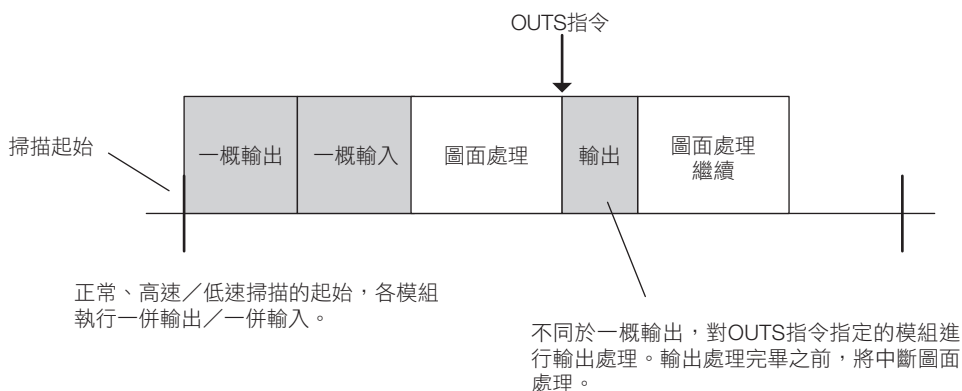 OUTS指令
掃描起始
一概輸出
一概輸入
圖面處理
輸出
圖面處理
繼續
正常、高速／低速掃描的起始，各模組
執行一併輸出／一併輸入。
不同於一概輸出，對OUTS指令指定的模組進
行輸出處理。輸出處理完畢之前，將中斷圖面
處理。